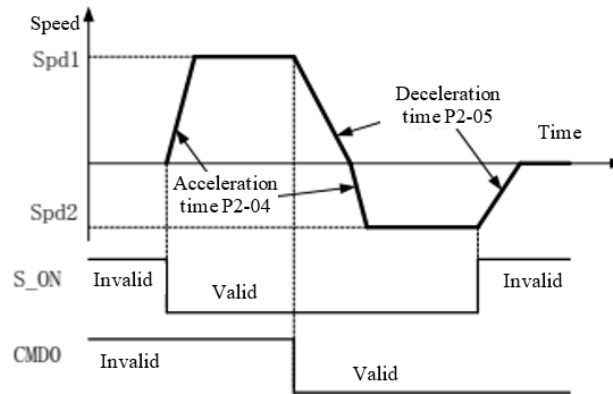 Speed
Spd1
Deceleration
time P2-05
Time
Acceleration
time P2-04
Spd2
S_ON
Invalid
Valid
Invalid
CMD0
Invalid
Valid